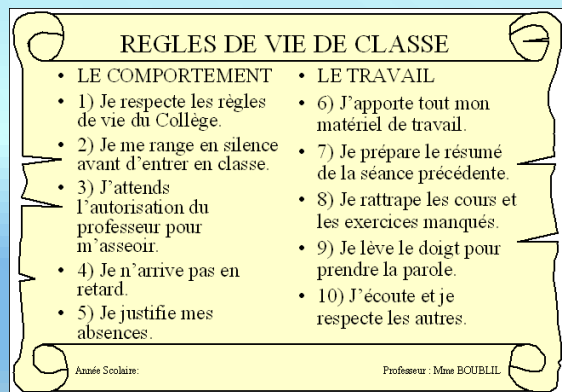 REGLES DE VIE DE CLASSE
• LE COMPORTEMENT
• 1) Je respecte les règles
de vie du Collège.
• 2) Je me range en silence
avant d'entrer en classe.
• 3) J'attends
l'autorisation du
professeur pour
m'asseoir.
• 4) Je n'arrive pas en
retard.
• 5) Je justifie mes
absences.
• LE TRAVAIL
• 6) J'apporte tout mon
matériel de travail.
• 7) Je prépare le résumé
de la séance précédente.
• 8) Je rattrape les cours et
les exercices manqués.
• 9) Je lève le doigt pour
prendre la parole.
• 10) J'écoute et je
respecte les autres.
Année Scolaire:
Professeur : Mme BOUBLIL